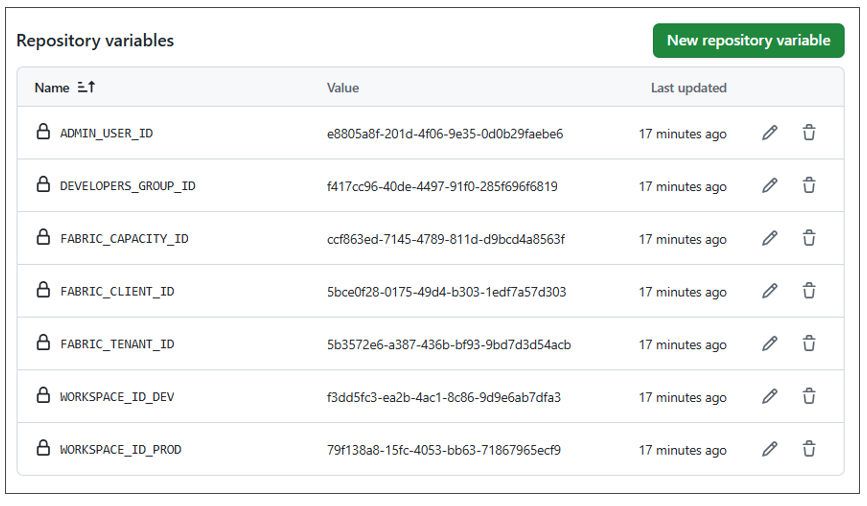 Repository variables
New repository variable
Name Value Last updated
ADMIN_USER_ID e8805a8f-201d-4f06-9e35-0d0b29faebe6 17 minutes ago
DEVELOPERS_GROUP_ID f417cc96-40de-4497-91f0-285f696f6819 17 minutes ago
FABRIC_CAPACITY_ID ccf863ed-7145-4789-811d-d9bcd4a8563f 17 minutes ago
FABRIC_CLIENT_ID 5bce0f28-0175-49d4-b303-1edf7a57d303 17 minutes ago
FABRIC_TENANT_ID 5b3572e6-a387-436b-bf93-9bd7d3d54acb 17 minutes ago
WORKSPACE_ID_DEV f3dd5fc3-ea2b-4ac1-8c86-9d9e6ab7dfa3 17 minutes ago
WORKSPACE_ID_PROD 79f138a8-15fc-4053-bb63-71867965ecf9 17 minutes ago